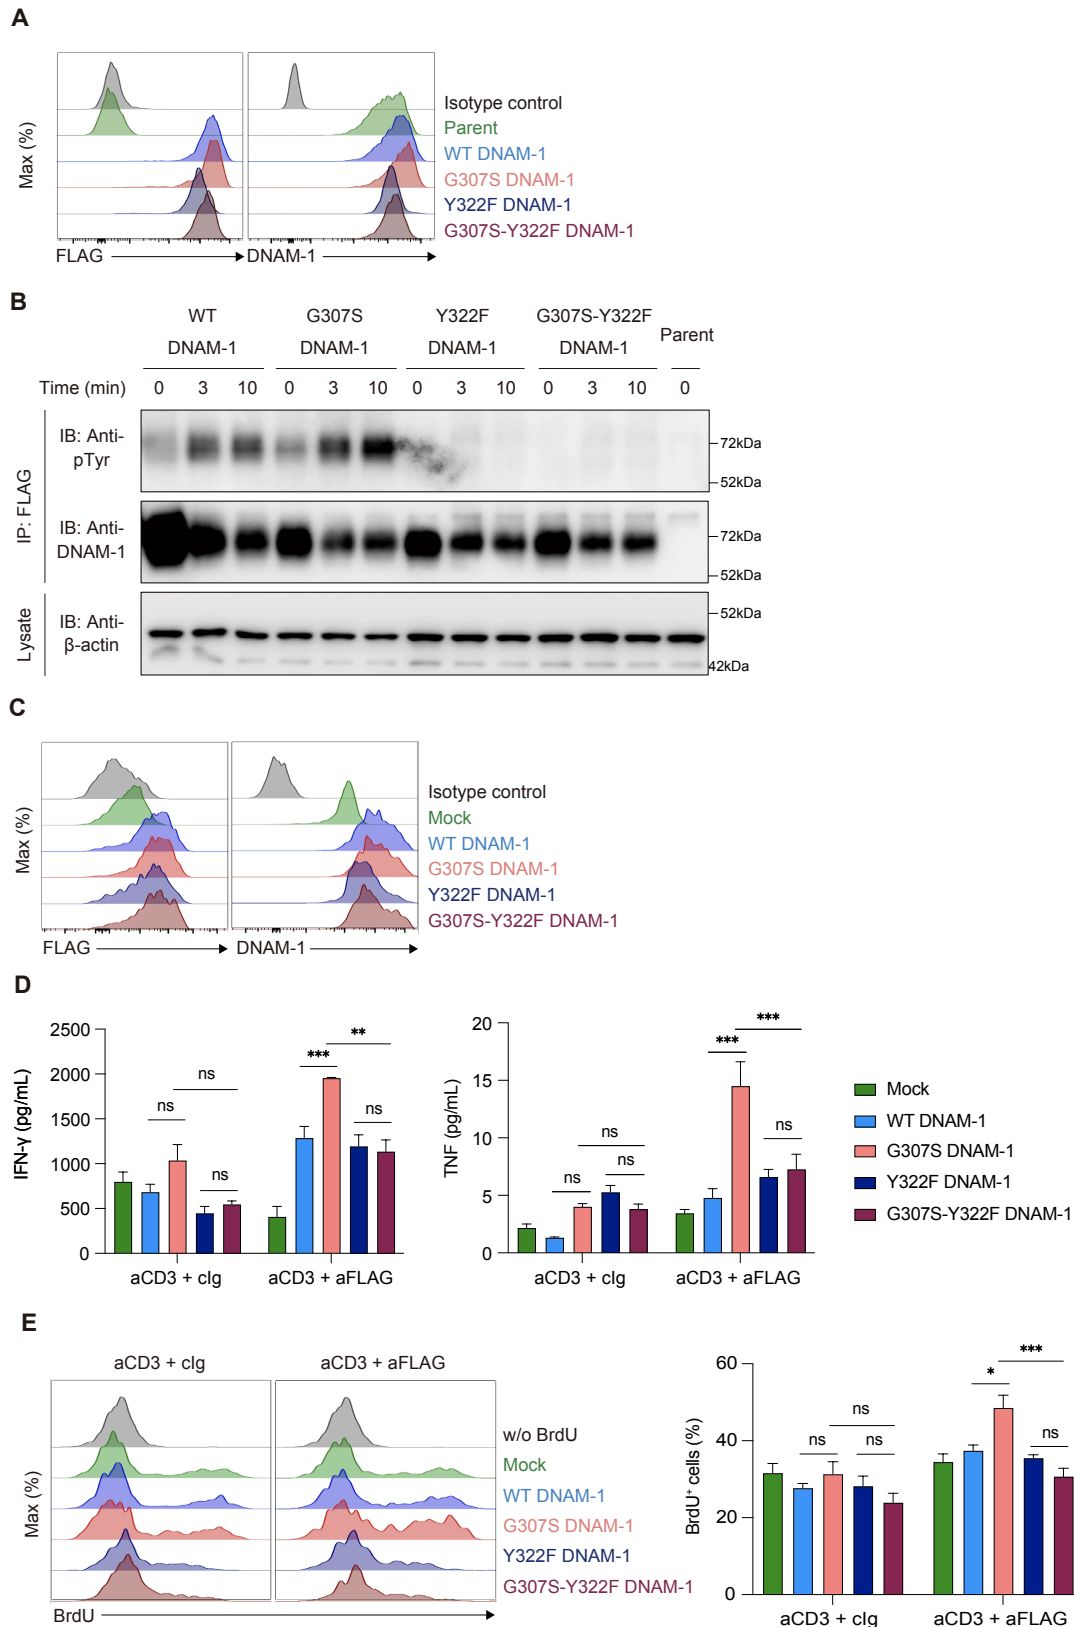 A
Max (%)
Isotype control
Parent
WT DNAM-1
G307S DNAM-1
Y322F DNAM-1
G307S-Y322F DNAM-1
FLAG
DNAM-1
B
WT
DNAM-1
G307S
DNAM-1
Y322F
DNAM-1
G307S-Y322F
DNAM-1
Parent
Time (min) 0 3 10 0 3 10 0 3 10 0 3 10 0
IP: FLAG
IB: Anti-
pTyr
72kDa
52kDa
IB: Anti-
DNAM-1
72kDa
52kDa
Lysate
IB: Anti-
β-actin
52kDa
42kDa
C
Max (%)
Isotype control
Mock
WT DNAM-1
G307S DNAM-1
Y322F DNAM-1
G307S-Y322F DNAM-1
FLAG
DNAM-1
D
IFN-γ (pg/mL)
2500
2000
1500
1000
500
0
ns
ns
ns
***
**
ns
aCD3 + cIg
aCD3 + aFLAG
TNF (pg/mL)
20
15
10
5
0
ns
ns
ns
***
***
ns
aCD3 + cIg
aCD3 + aFLAG
Mock
WT DNAM-1
G307S DNAM-1
Y322F DNAM-1
G307S-Y322F DNAM-1
E
aCD3 + cIg
aCD3 + aFLAG
Max (%)
w/o BrdU
Mock
WT DNAM-1
G307S DNAM-1
Y322F DNAM-1
G307S-Y322F DNAM-1
BrdU
BrdU⁺ cells (%)
60
40
20
0
ns
ns
ns
*
***
ns
aCD3 + cIg
aCD3 + aFLAG